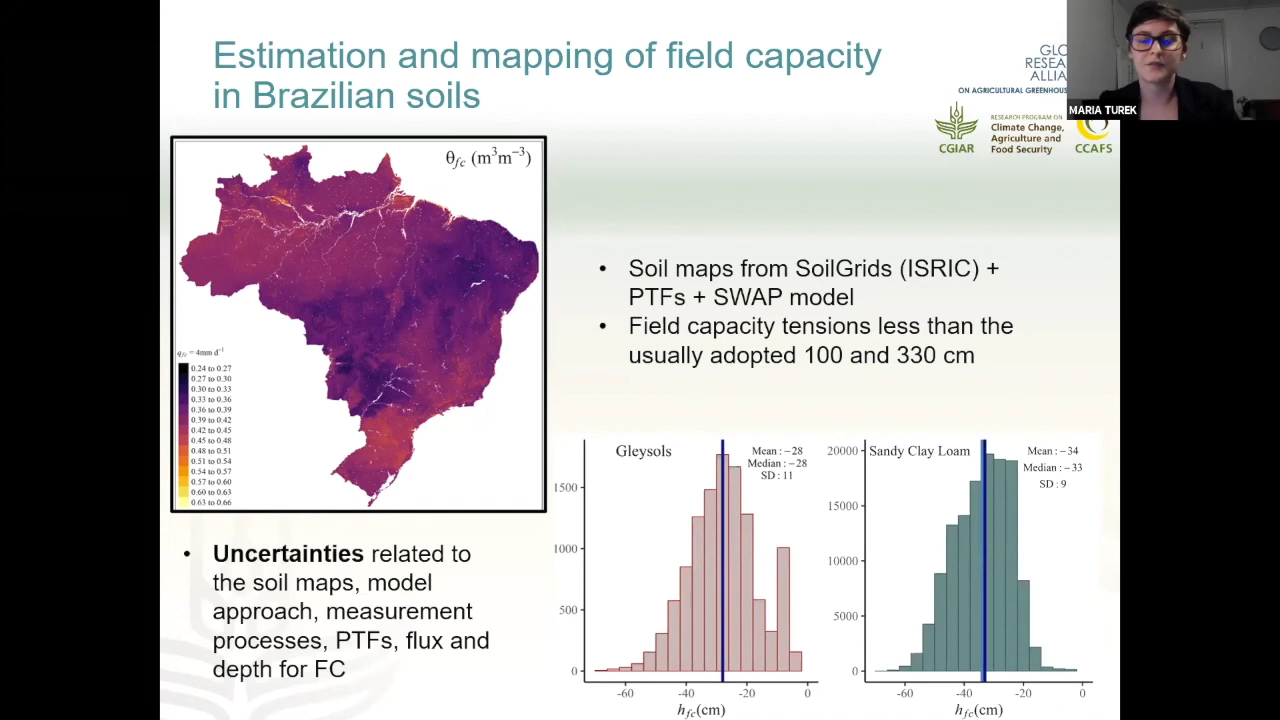 Estimation and mapping of field capacity
in Brazilian soils
GLO
RESEA
ALLIA
ON AGRICULTURAL GREENHOUS
MARIA TUREK
CGIAR
RESEARCH PROGRAM ON
Climate Change,
Agriculture and
Food Security
CCAFS
θfc (m³m⁻³)
qfc = 4mm d⁻¹
0.24 to 0.27
0.27 to 0.30
0.30 to 0.33
0.33 to 0.36
0.36 to 0.39
0.39 to 0.42
0.42 to 0.45
0.45 to 0.48
0.48 to 0.51
0.51 to 0.54
0.54 to 0.57
0.57 to 0.60
0.60 to 0.63
0.63 to 0.66
• Soil maps from SoilGrids (ISRIC) +
PTFs + SWAP model
• Field capacity tensions less than the
usually adopted 100 and 330 cm
• Uncertainties related to
the soil maps, model
approach, measurement
processes, PTFs, flux and
depth for FC
Gleysols
Mean : −28
Median : −28
SD : 11
1500
1000
500
0
-60 -40 -20 0
hfc(cm)
Sandy Clay Loam
Mean : −34
Median : −33
SD : 9
20000
15000
10000
5000
0
-60 -40 -20 0
hfc(cm)